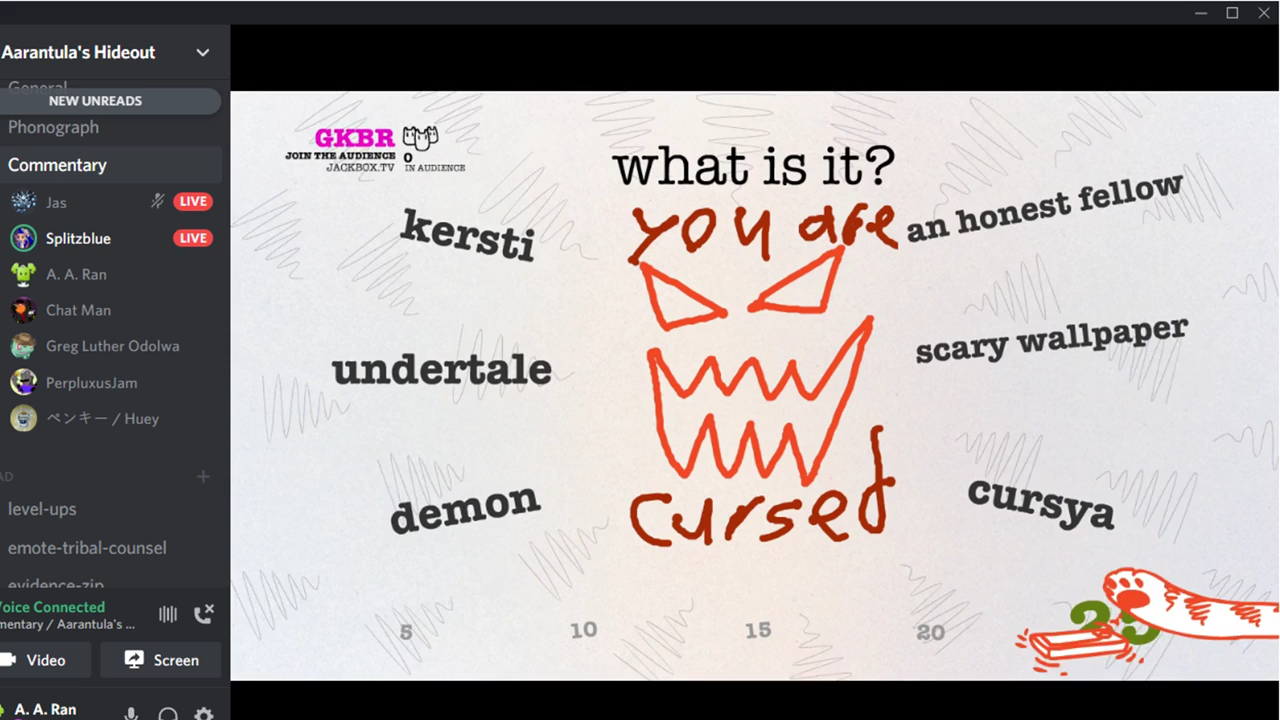 Aarantula's Hideout
General
NEW UNREADS
Phonograph
Commentary
Jas
LIVE
Splitzblue
LIVE
A. A. Ran
Chat Man
Greg Luther Odolwa
PerpluxusJam
ペンキー / Huey
AD
level-ups
emote-tribal-counsel
evidence-zip
Voice Connected
mentary / Aarantula's ...
Video
Screen
A. A. Ran
GKBR
JOIN THE AUDIENCE
JACKBOX.TV
0
IN AUDIENCE
what is it?
you are
cursed
kersti
undertale
demon
an honest fellow
scary wallpaper
cursya
5
10
15
20
25